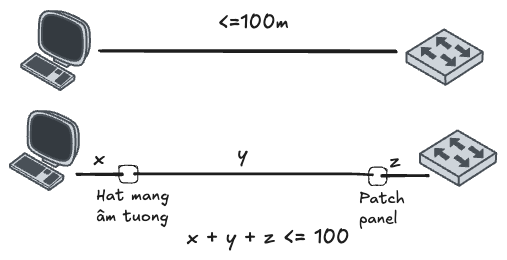 <=100m
x
y
z
Hat mang
âm tuong
Patch
panel
x + y + z <= 100